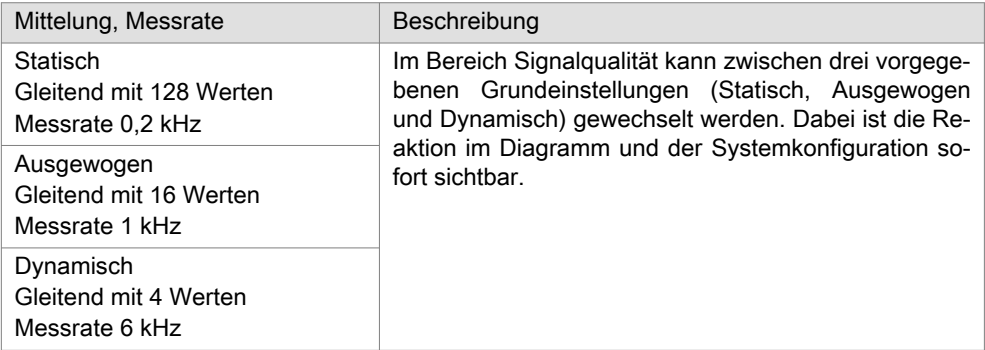 Mittelung, Messrate
Beschreibung
Statisch
Gleitend mit 128 Werten
Messrate 0,2 kHz
Im Bereich Signalqualität kann zwischen drei vorgege-
benen Grundeinstellungen (Statisch, Ausgewogen
und Dynamisch) gewechselt werden. Dabei ist die Re-
aktion im Diagramm und der Systemkonfiguration so-
fort sichtbar.
Ausgewogen
Gleitend mit 16 Werten
Messrate 1 kHz
Dynamisch
Gleitend mit 4 Werten
Messrate 6 kHz